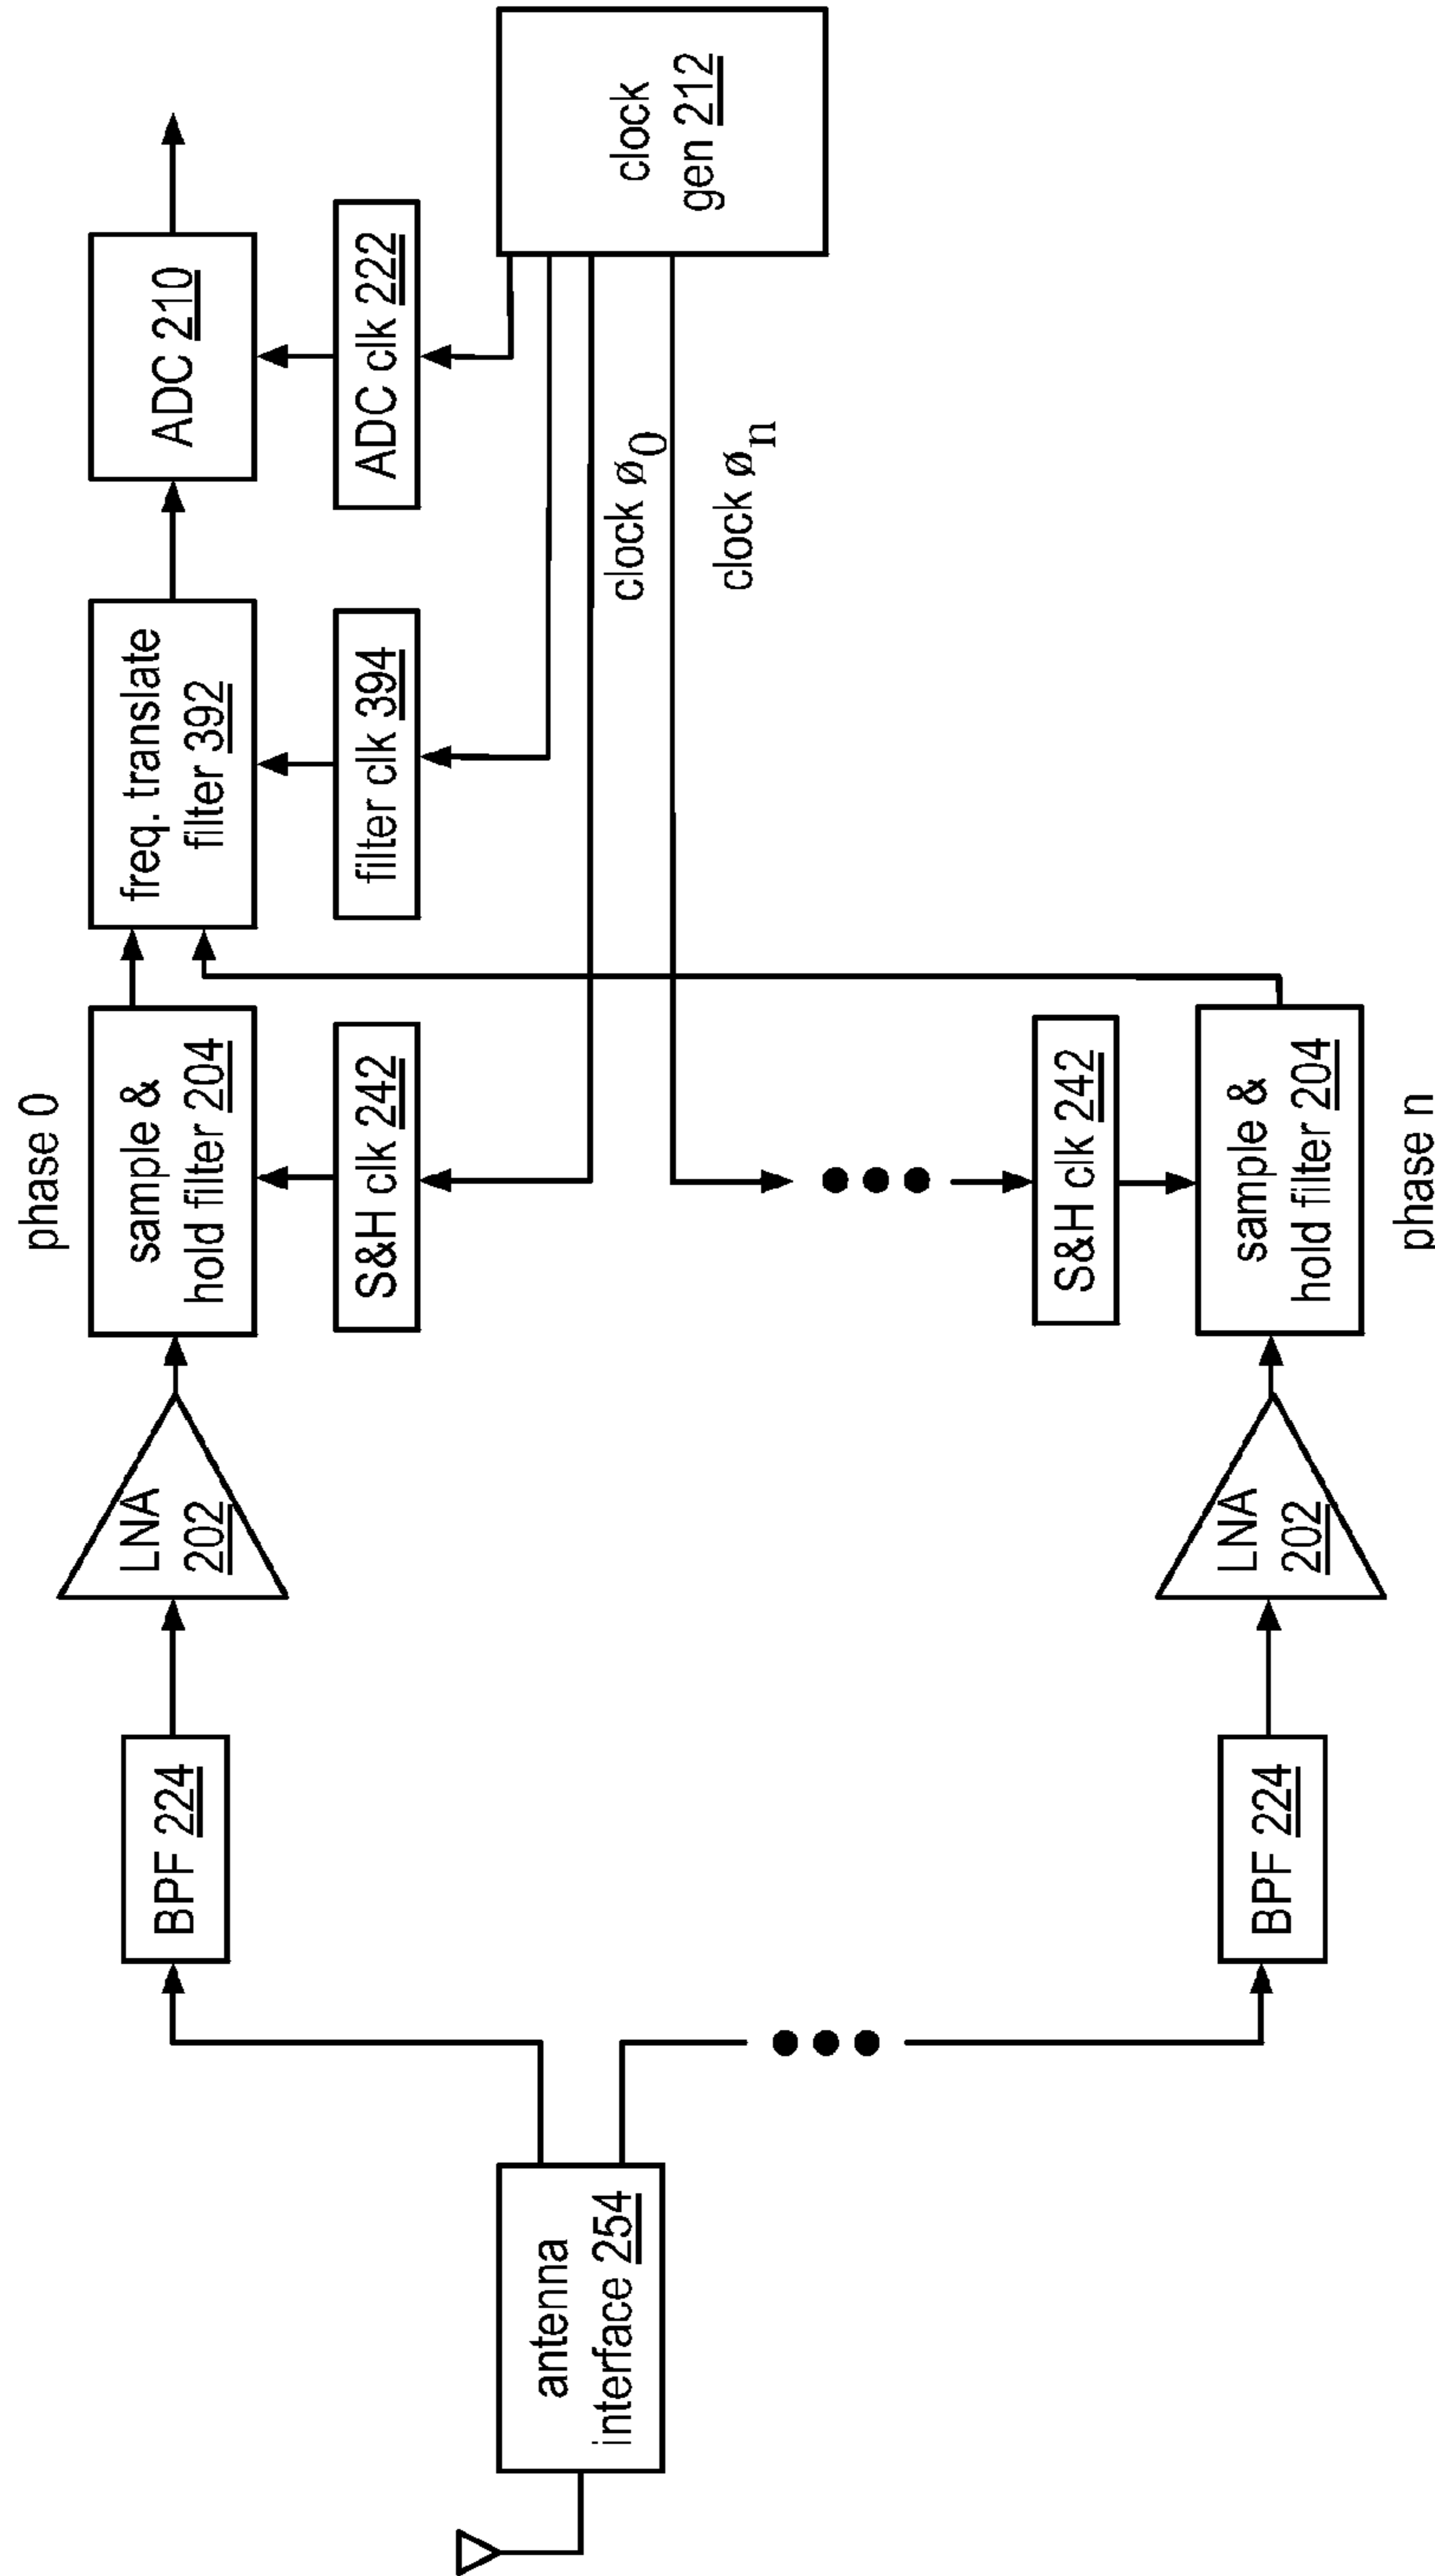 phase 0
antenna
interface 254
BPF 224
LNA
202
sample &
hold filter 204
S&H clk 242
freq. translate
filter 392
filter clk 394
ADC 210
ADC clk 222
clock
gen 212
clock ø0
clock øn
BPF 224
LNA
202
S&H clk 242
sample &
hold filter 204
phase n